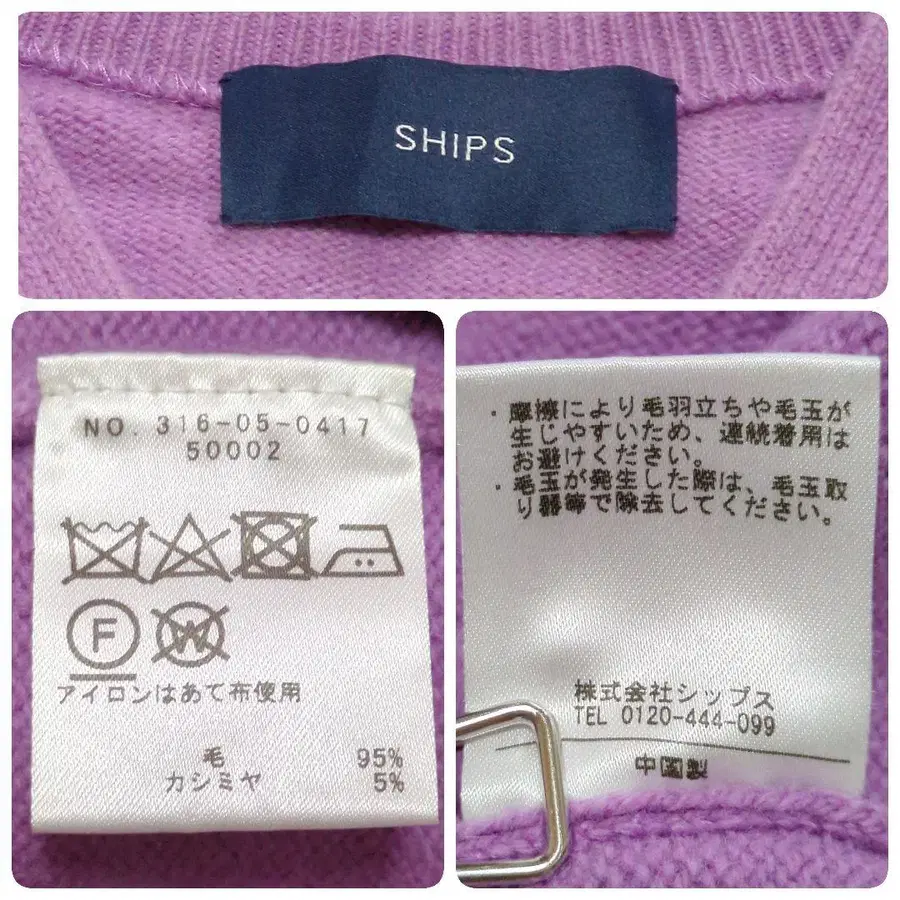 SHIPS
NO. 316-05-0417
50002
F
W
アイロンはあて布使用
毛 95%
カシミヤ 5%
・摩擦により毛羽立ちや毛玉が
生じやすいため、連続着用は
お避けください。
・毛玉が発生した際は、毛玉取
り器等で除去してください。
株式会社シップス
TEL 0120-444-099
中国製